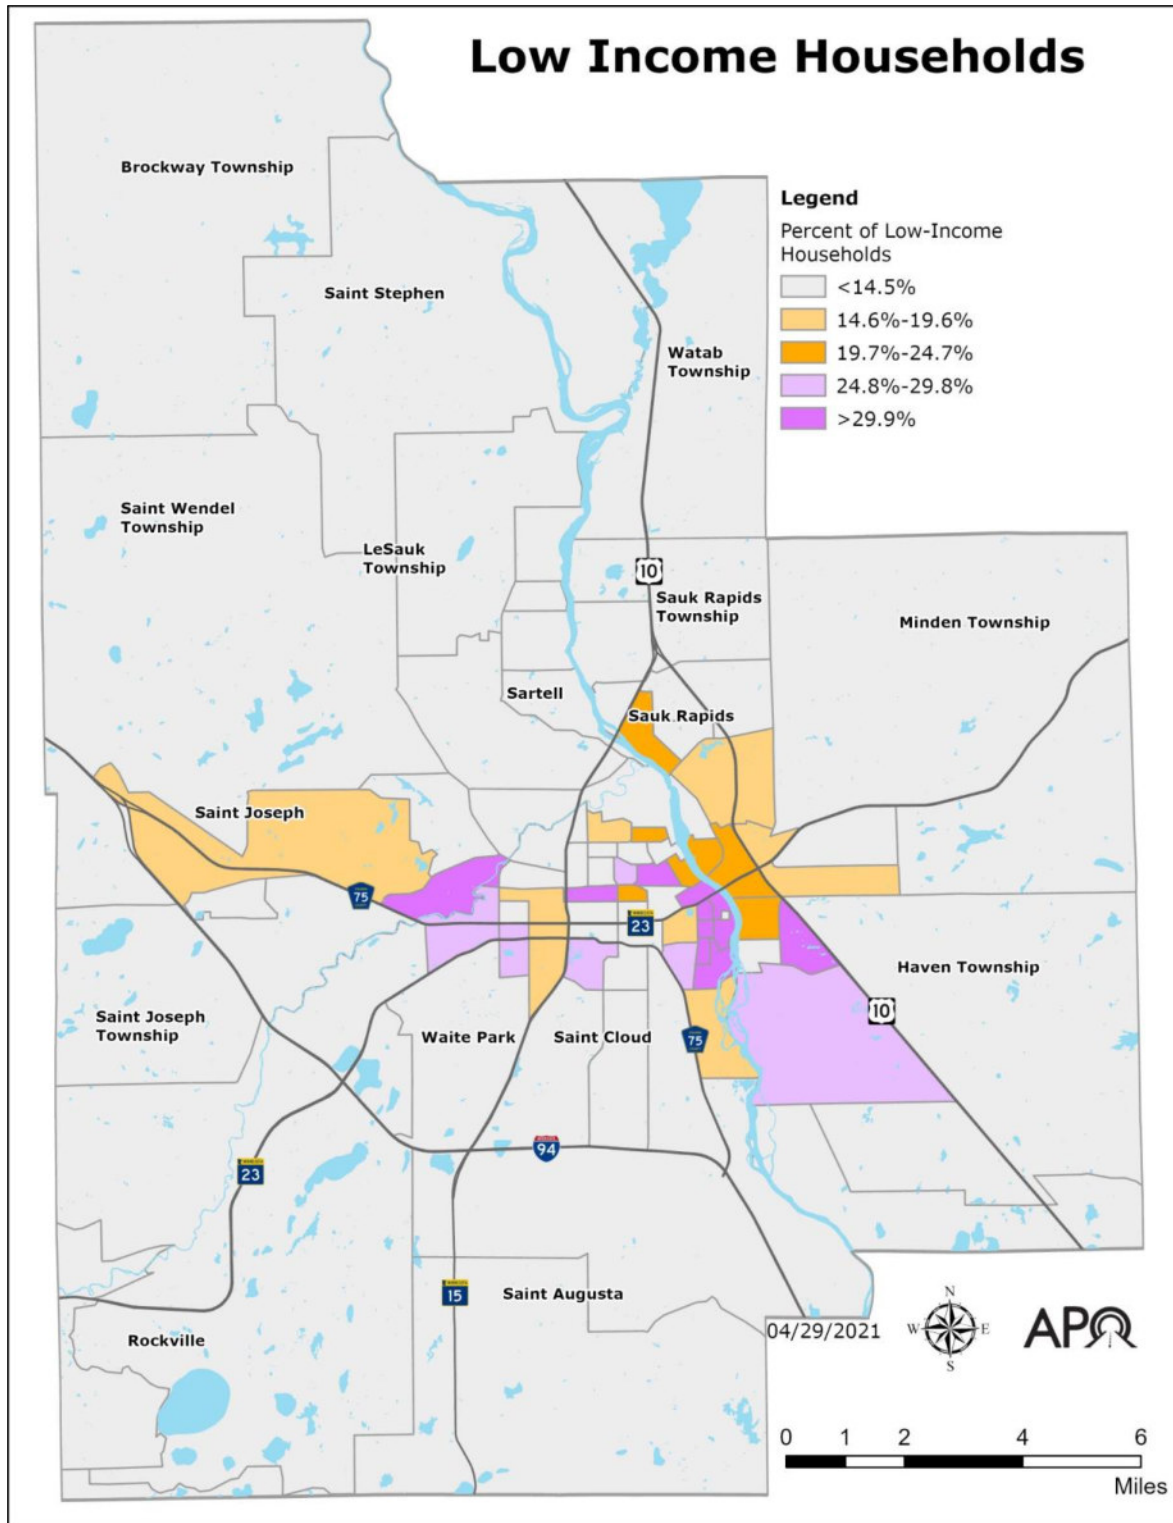 Low Income Households
Brockway Township
Legend
Percent of Low-Income
Households
<14.5%
14.6%-19.6%
19.7%-24.7%
24.8%-29.8%
>29.9%
Saint Stephen
Watab
Township
Saint Wendel
Township
LeSauk
Township
10
Sauk Rapids
Township
Minden Township
Sartell
Sauk Rapids
Saint Joseph
75
23
Haven Township
10
Saint Joseph
Township
Waite Park
Saint Cloud
75
94
23
15
Saint Augusta
Rockville
04/29/2021
N
W
E
S
APO
0 1 2 4 6
Miles